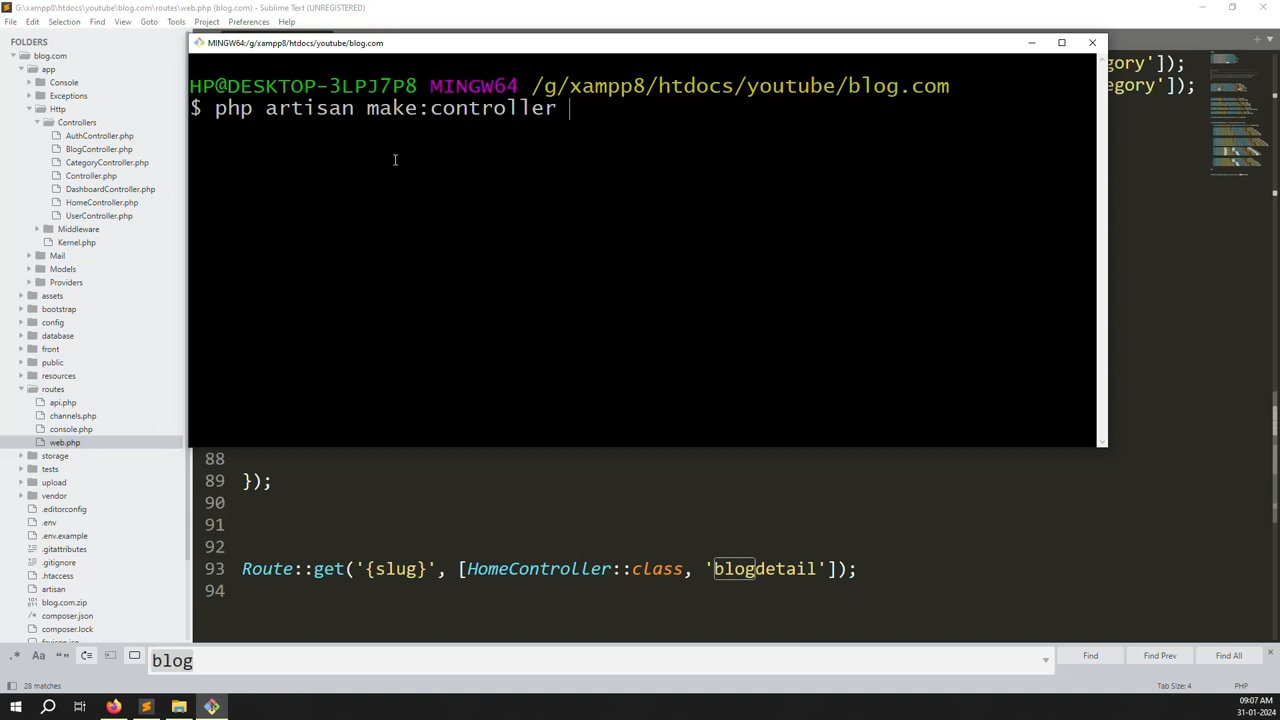 G:\xampp8\htdocs\youtube\blog.com\routes\web.php (blog.com) - Sublime Text (UNREGISTERED)
File Edit Selection Find View Goto Tools Project Preferences Help
FOLDERS
blog.com
app
Console
Exceptions
Http
Controllers
AuthController.php
BlogController.php
CategoryController.php
Controller.php
DashboardController.php
HomeController.php
UserController.php
Middleware
Kernel.php
Mail
Models
Providers
assets
bootstrap
config
database
front
public
resources
routes
api.php
channels.php
console.php
web.php
storage
tests
upload
vendor
.editorconfig
.env
.env.example
.gitattributes
.gitignore
.htaccess
artisan
blog.com.zip
composer.json
composer.lock
MINGW64:/g/xampp8/htdocs/youtube/blog.com
HP@DESKTOP-3LPJ7P8 MINGW64 /g/xampp8/htdocs/youtube/blog.com
$ php artisan make:controller
egory']);
egory']);
88
89 });
90
91
92
93 Route::get('{slug}', [HomeController::class, 'blogdetail']);
94
.* Aa “” blog Find Find Prev Find All
28 matches Tab Size: 4 PHP
09:07 AM
31-01-2024